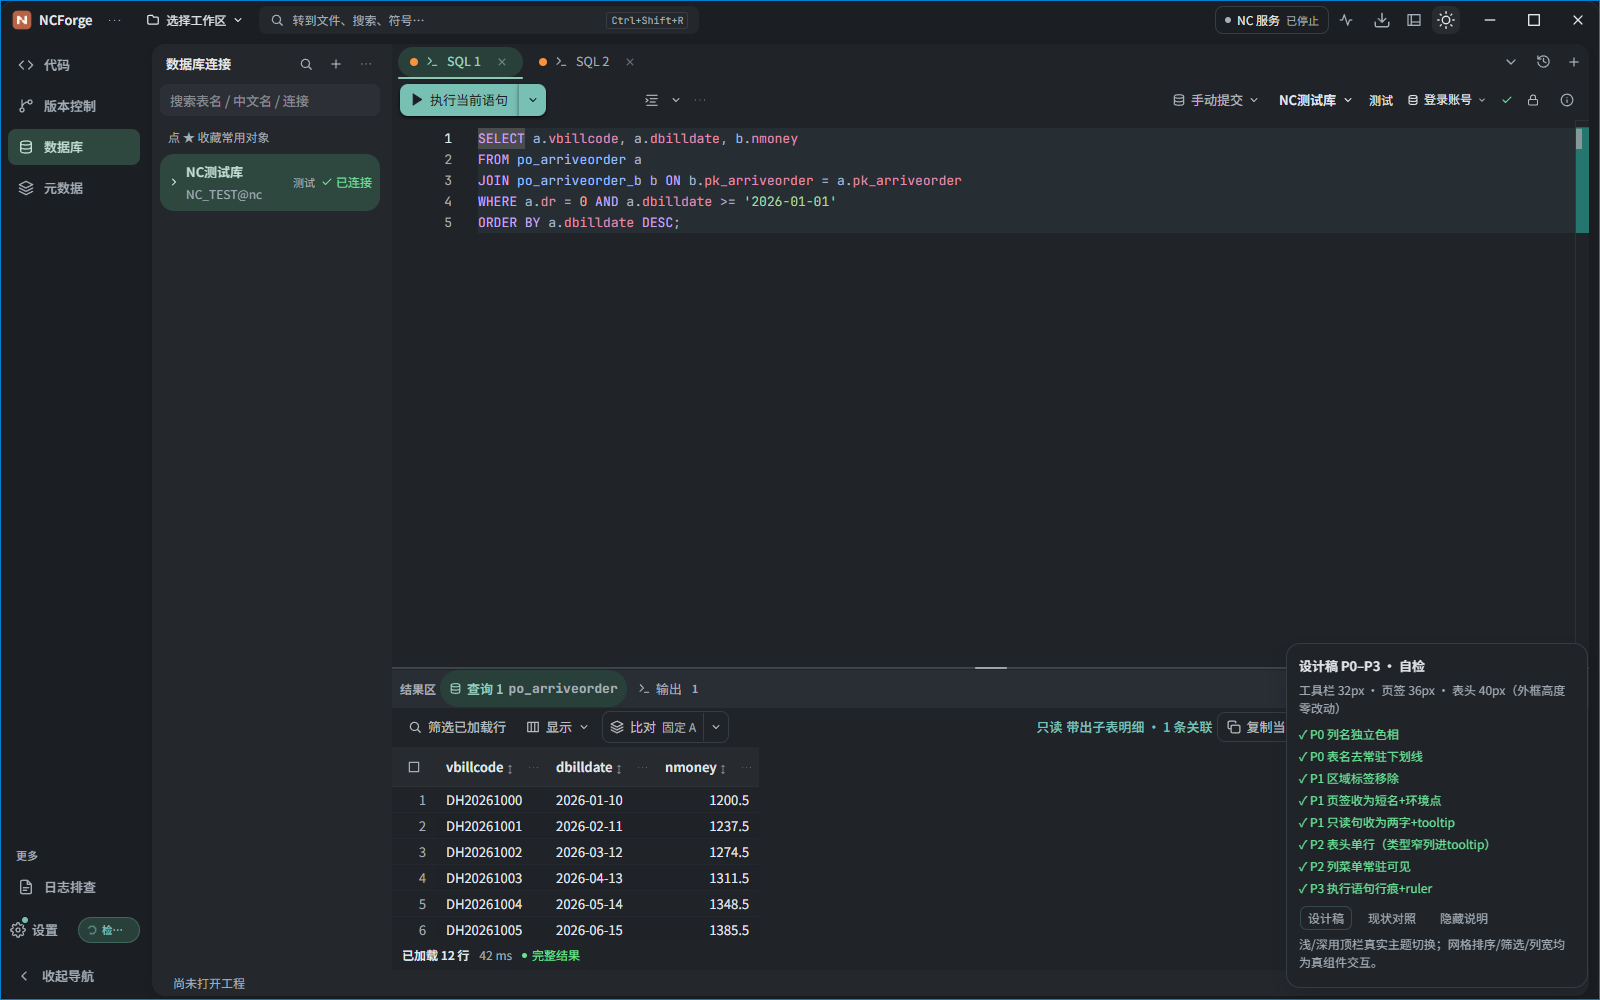 NCForge ··· 选择工作区 转到文件、搜索、符号··· Ctrl+Shift+R NC 服务 已停止
代码
版本控制
数据库
元数据
更多
日志排查
设置 检···
收起导航
数据库连接 ···
搜索表名 / 中文名 / 连接
点 ★ 收藏常用对象
NC测试库
NC_TEST@nc
测试 ✓ 已连接
尚未打开工程
SQL 1 ×
SQL 2 ×
执行当前语句 ··· 手动提交 NC测试库 测试 登录账号 ✓
1 SELECT a.vbillcode, a.dbilldate, b.nmoney
2 FROM po_arriveorder a
3 JOIN po_arriveorder_b b ON b.pk_arriveorder = a.pk_arriveorder
4 WHERE a.dr = 0 AND a.dbilldate >= '2026-01-01'
5 ORDER BY a.dbilldate DESC;
结果区 查询 1 po_arriveorder 输出 1
筛选已加载行 显示 比对 固定 A 只读 带出子表明细 • 1 条关联 复制当
vbillcode ↕ ··· dbilldate ↕ ··· nmoney ↕ ···
1 DH20261000 2026-01-10 1200.5
2 DH20261001 2026-02-11 1237.5
3 DH20261002 2026-03-12 1274.5
4 DH20261003 2026-04-13 1311.5
5 DH20261004 2026-05-14 1348.5
6 DH20261005 2026-06-15 1385.5
已加载 12 行 42 ms • 完整结果
设计稿 P0–P3 • 自检
工具栏 32px • 页签 36px • 表头 40px（外框高度
零改动）
✓ P0 列名独立色相
✓ P0 表名去常驻下划线
✓ P1 区域标签移除
✓ P1 页签收为短名+环境点
✓ P1 只读句收为两字+tooltip
✓ P2 表头单行（类型窄列进tooltip）
✓ P2 列菜单常驻可见
✓ P3 执行语句行痕+ruler
设计稿 现状对照 隐藏说明
浅/深用顶栏真实主题切换；网格排序/筛选/列宽均
为真组件交互。